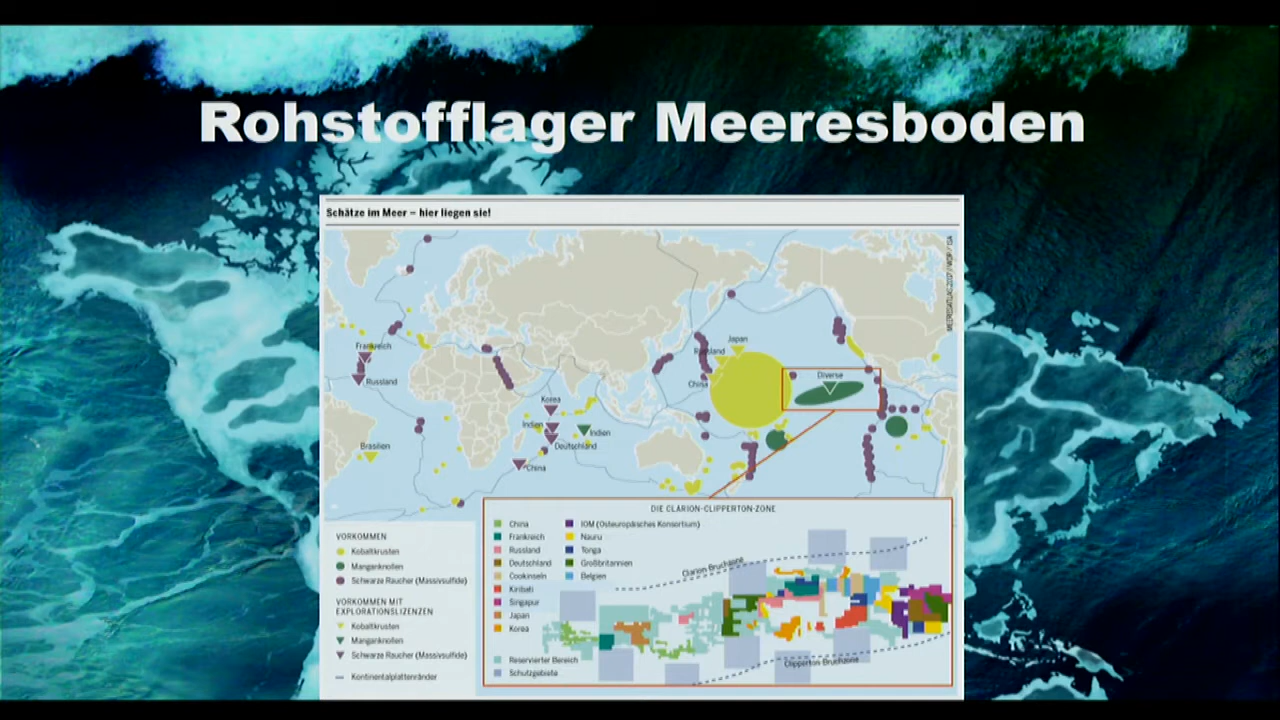 Rohstofflager Meeresboden
Schätze im Meer – hier liegen sie!
MEERESATLAS 2017 /
Frankreich
Russland
Brasilien
Korea
Indien
Indien
Deutschland
China
Japan
Rußland
China
Diverse
VORKOMMEN
Kobaltkrusten
Manganknollen
Schwarze Raucher (Massivsulfide)
VORKOMMEN MIT
EXPLORATIONSLIZENZEN
Kobaltkrusten
Manganknollen
Schwarze Raucher (Massivsulfide)
Kontinentalplattenränder
DIE CLARION-CLIPPERTON-ZONE
China
Frankreich
Russland
Deutschland
Cookinseln
Kiribati
Singapur
Japan
Korea
IOM (Osteuropäisches Konsortium)
Nauru
Tonga
Großbritannien
Belgien
Reservierter Bereich
Schutzgebiete
Clarion-Bruchzone
Clipperton-Bruchzone